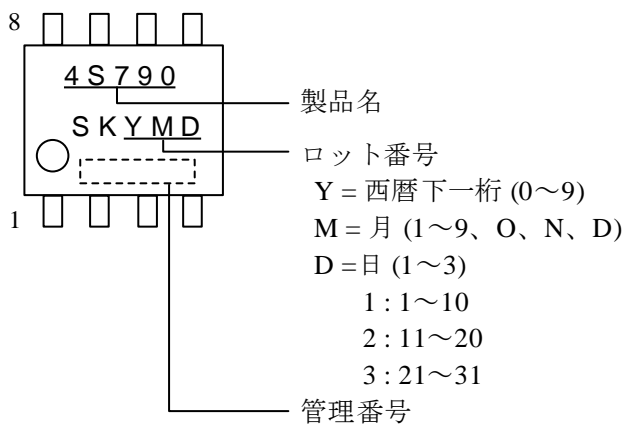 8
4S790
SKYMD
1
製品名
ロット番号
Y = 西暦下一桁 (0～9)
M = 月 (1～9、O、N、D)
D =日 (1～3)
1 : 1～10
2 : 11～20
3 : 21～31
管理番号